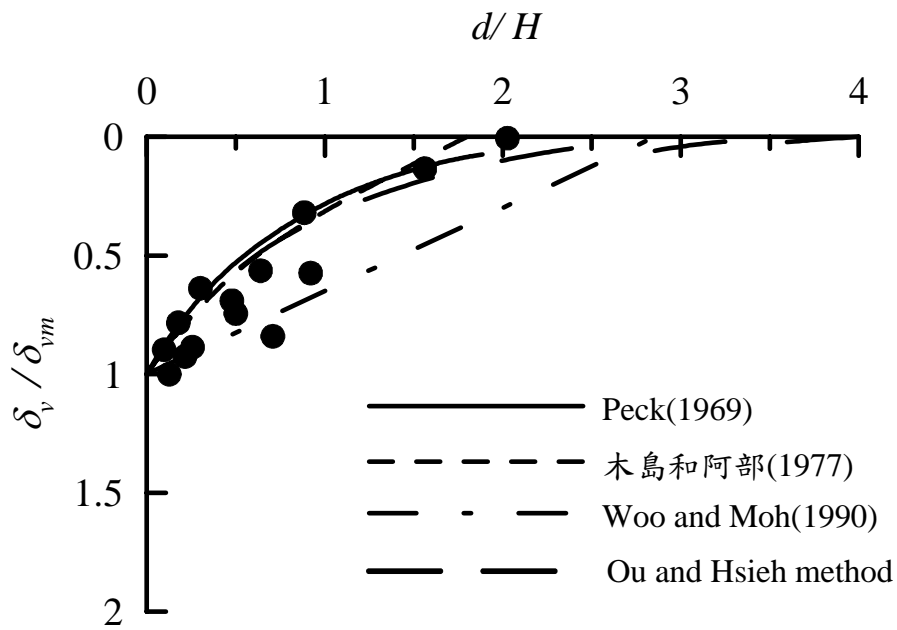 d/ H
0 1 2 3 4
0
0.5
1
1.5
2
δv / δvm
Peck(1969)
木島和阿部(1977)
Woo and Moh(1990)
Ou and Hsieh method